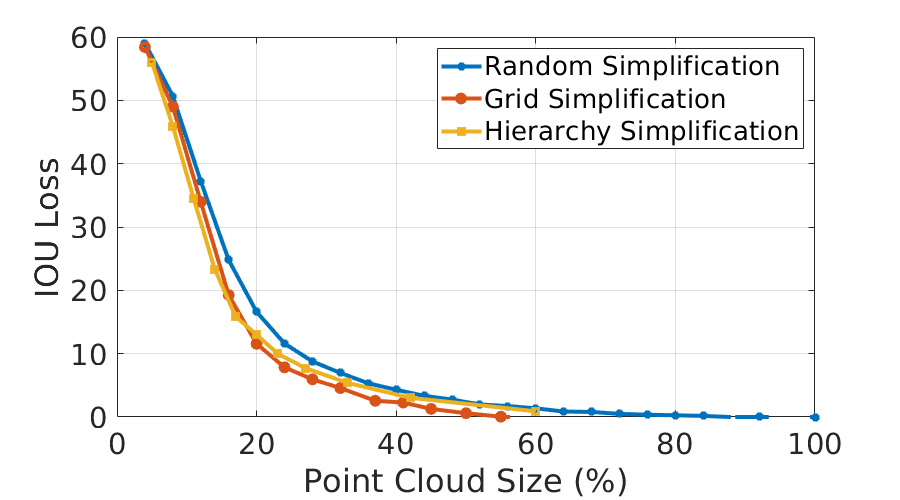 60
50
40
30
20
10
0
IOU Loss
Random Simplification
Grid Simplification
Hierarchy Simplification
0 20 40 60 80 100
Point Cloud Size (%)